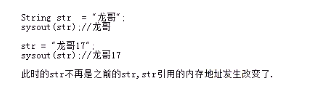 String str  = "龙哥";
sysout(str);//龙哥
str = "龙哥17";
sysout(str);//龙哥17
此时的str不再是之前的str,str引用的内存地址发生改变了.